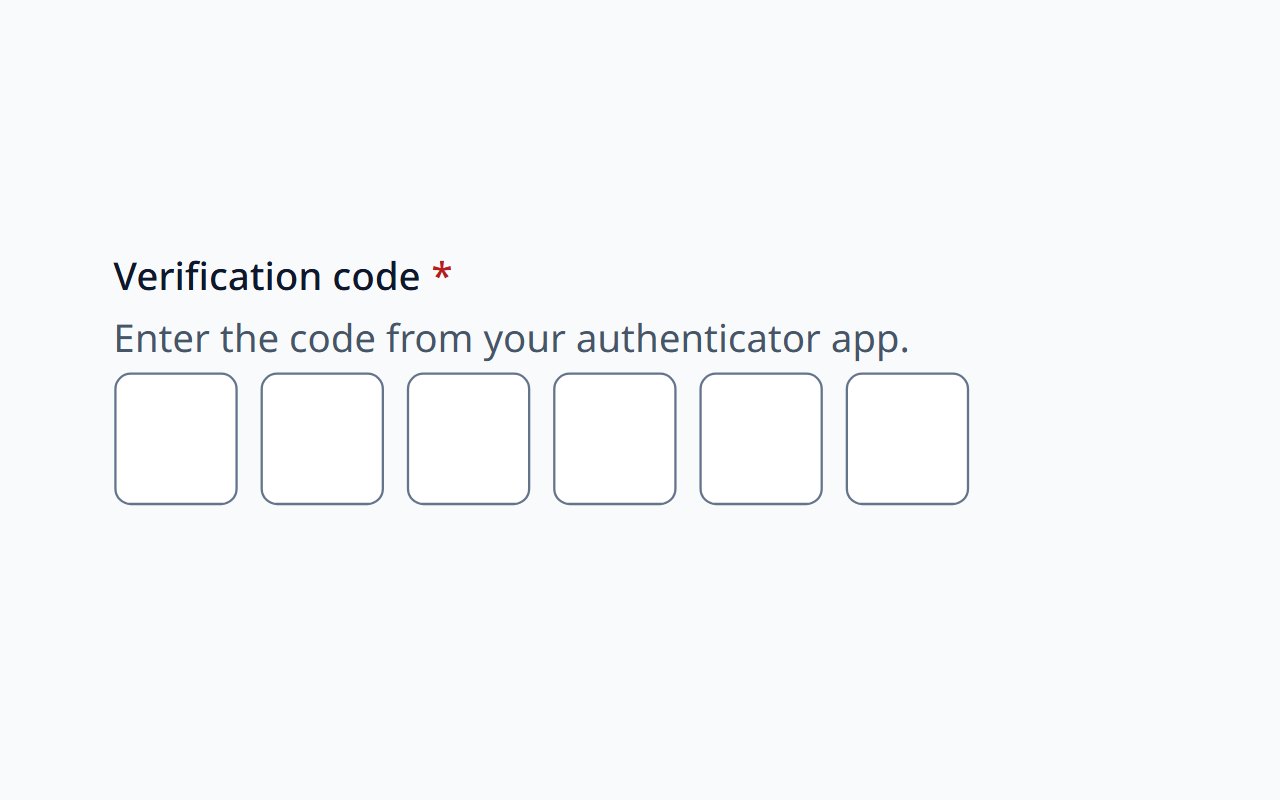 Verification code *
Enter the code from your authenticator app.